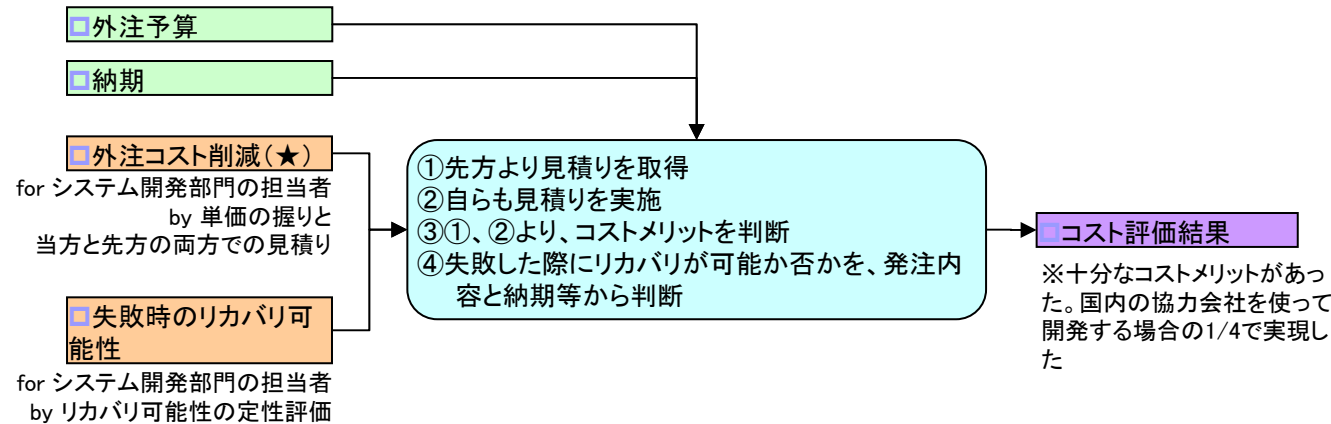 □外注予算
□納期
□外注コスト削減（★）
for システム開発部門の担当者
by 単価の握りと
当方と先方の両方での見積り
□失敗時のリカバリ可
能性
for システム開発部門の担当者
by リカバリ可能性の定性評価
①先方より見積りを取得
②自らも見積りを実施
③①、②より、コストメリットを判断
④失敗した際にリカバリが可能か否かを、発注内
容と納期等から判断
□コスト評価結果
※十分なコストメリットがあっ
た。国内の協力会社を使って
開発する場合の1/4で実現し
た